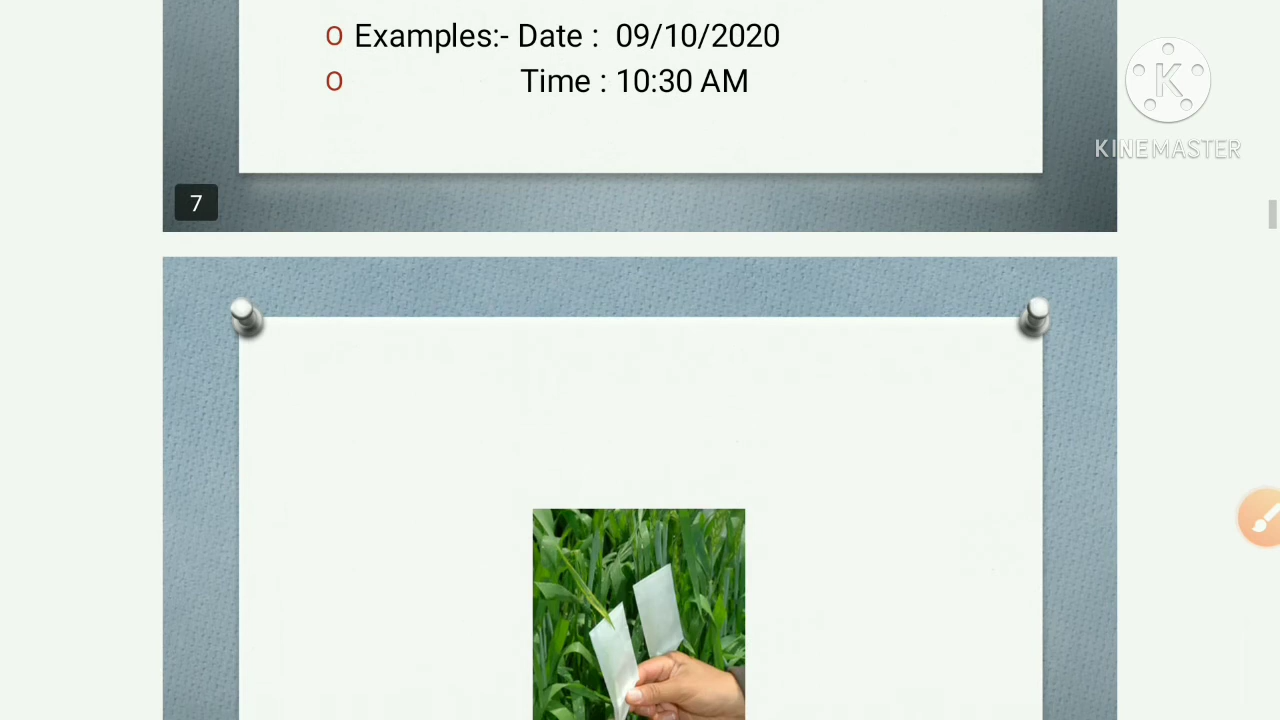 O Examples:- Date : 09/10/2020
O Time : 10:30 AM
K
KINEMASTER
7